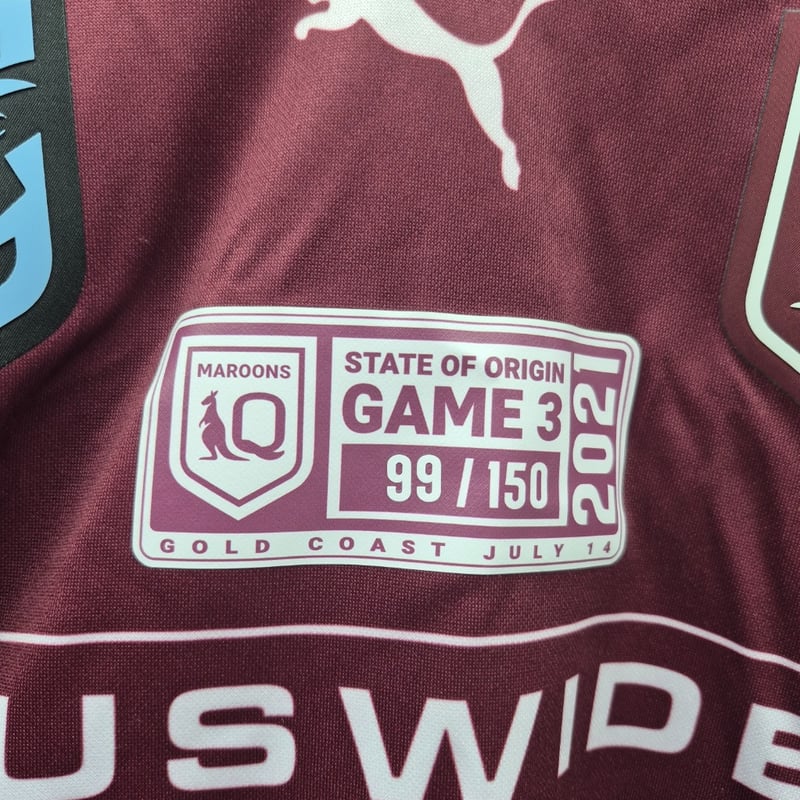 MAROONS
Q
STATE OF ORIGIN
GAME 3
99 / 150
2021
GOLD COAST JULY 14
USWIDE